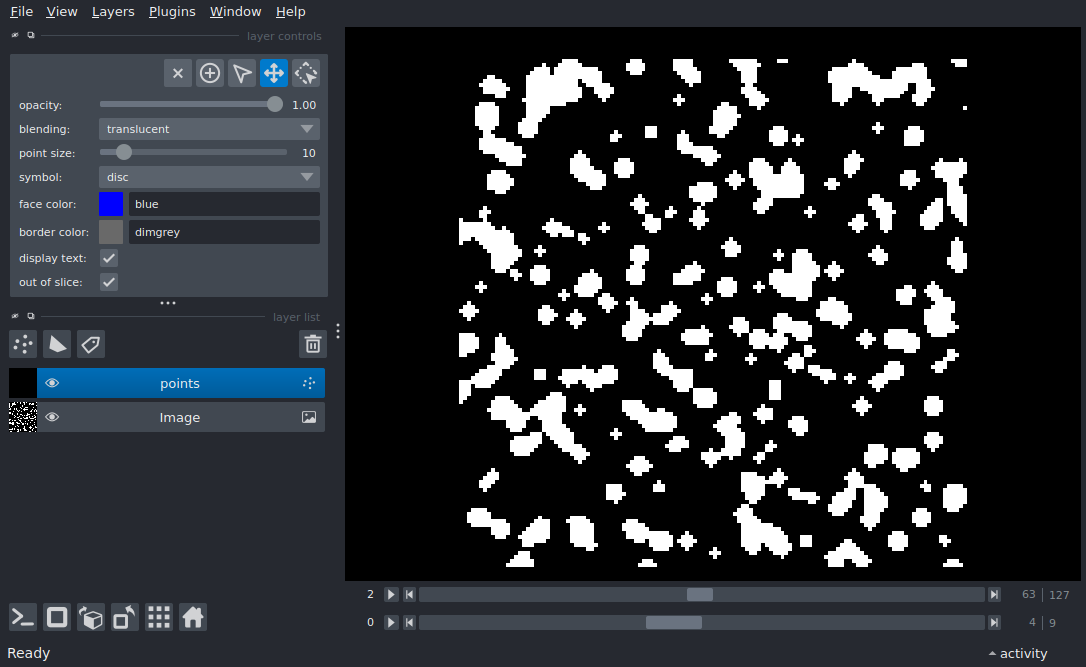 File View Layers Plugins Window Help
layer controls
opacity: 1.00
blending: translucent
point size: 10
symbol: disc
face color: blue
border color: dimgrey
display text:
out of slice:
layer list
points
Image
2 63 127
0 4 9
Ready activity